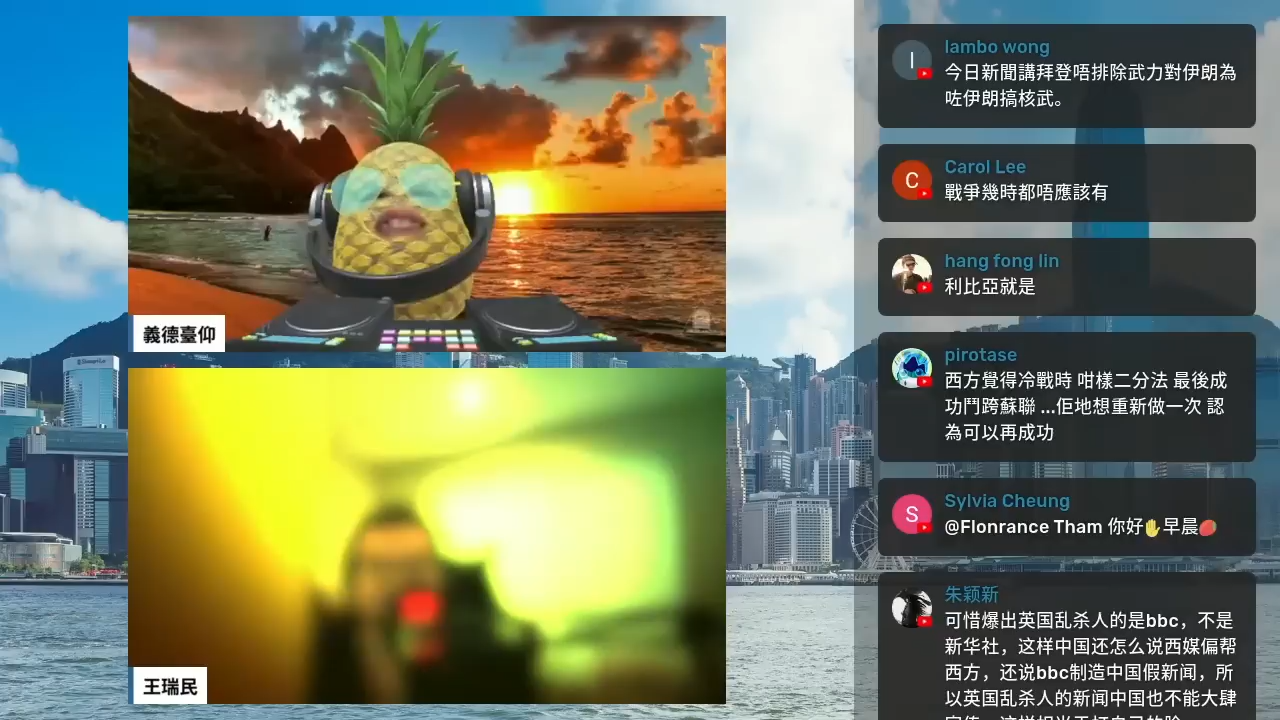 義德臺仰
王瑞民
lambo wong
今日新聞講拜登唔排除武力對伊朗為
咗伊朗搞核武。
Carol Lee
戰爭幾時都唔應該有
hang fong lin
利比亞就是
pirotase
西方覺得冷戰時 咁樣二分法 最後成
功鬥跨蘇聯 ...佢地想重新做一次 認
為可以再成功
Sylvia Cheung
@Flonrance Tham 你好✋早晨
朱颖新
可惜爆出英国乱杀人的是bbc，不是
新华社，这样中国还怎么说西媒偏帮
西方，还说bbc制造中国假新闻，所
以英国乱杀人的新闻中国也不能大肆